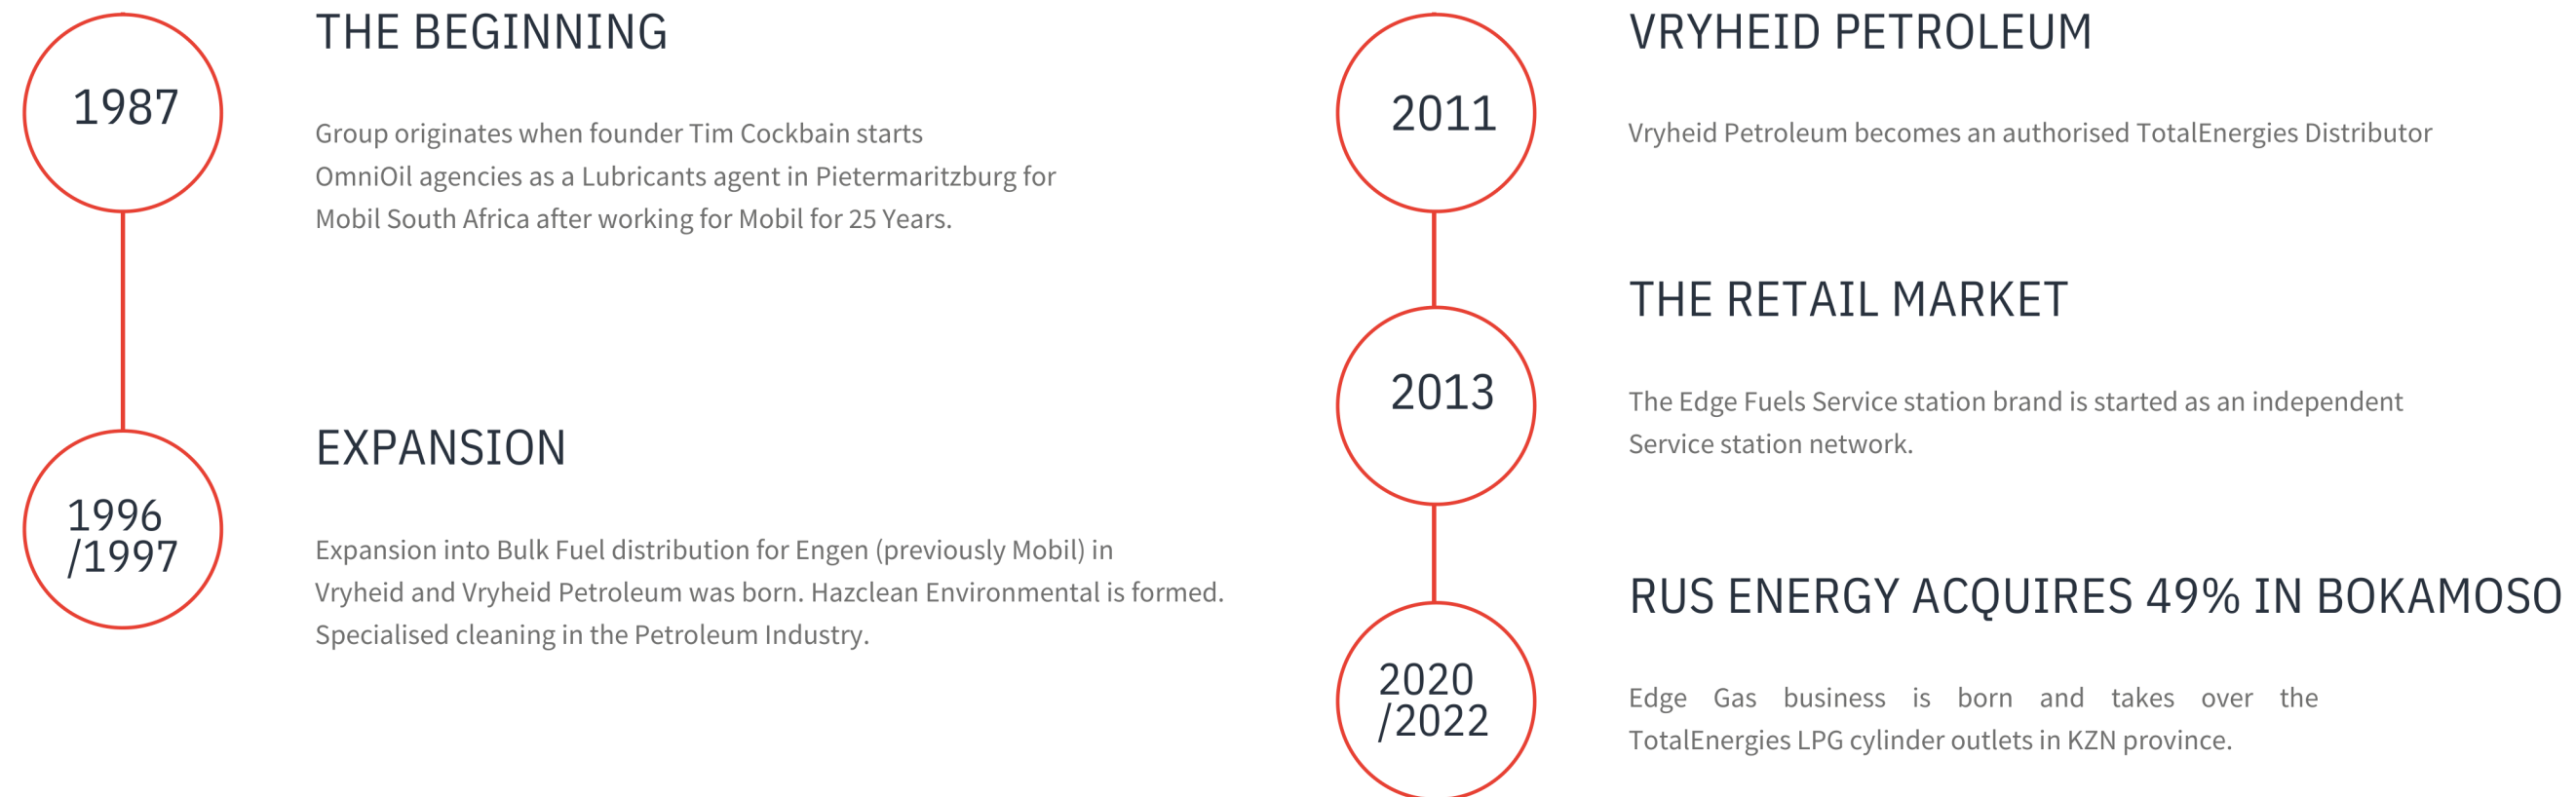 1987
THE BEGINNING
Group originates when founder Tim Cockbain starts
OmniOil agencies as a Lubricants agent in Pietermaritzburg for
Mobil South Africa after working for Mobil for 25 Years.
1996
/1997
EXPANSION
Expansion into Bulk Fuel distribution for Engen (previously Mobil) in
Vryheid and Vryheid Petroleum was born. Hazclean Environmental is formed.
Specialised cleaning in the Petroleum Industry.
2011
VRYHEID PETROLEUM
Vryheid Petroleum becomes an authorised TotalEnergies Distributor
2013
THE RETAIL MARKET
The Edge Fuels Service station brand is started as an independent
Service station network.
2020
/2022
RUS ENERGY ACQUIRES 49% IN BOKAMOSO
Edge Gas business is born and takes over the
TotalEnergies LPG cylinder outlets in KZN province.